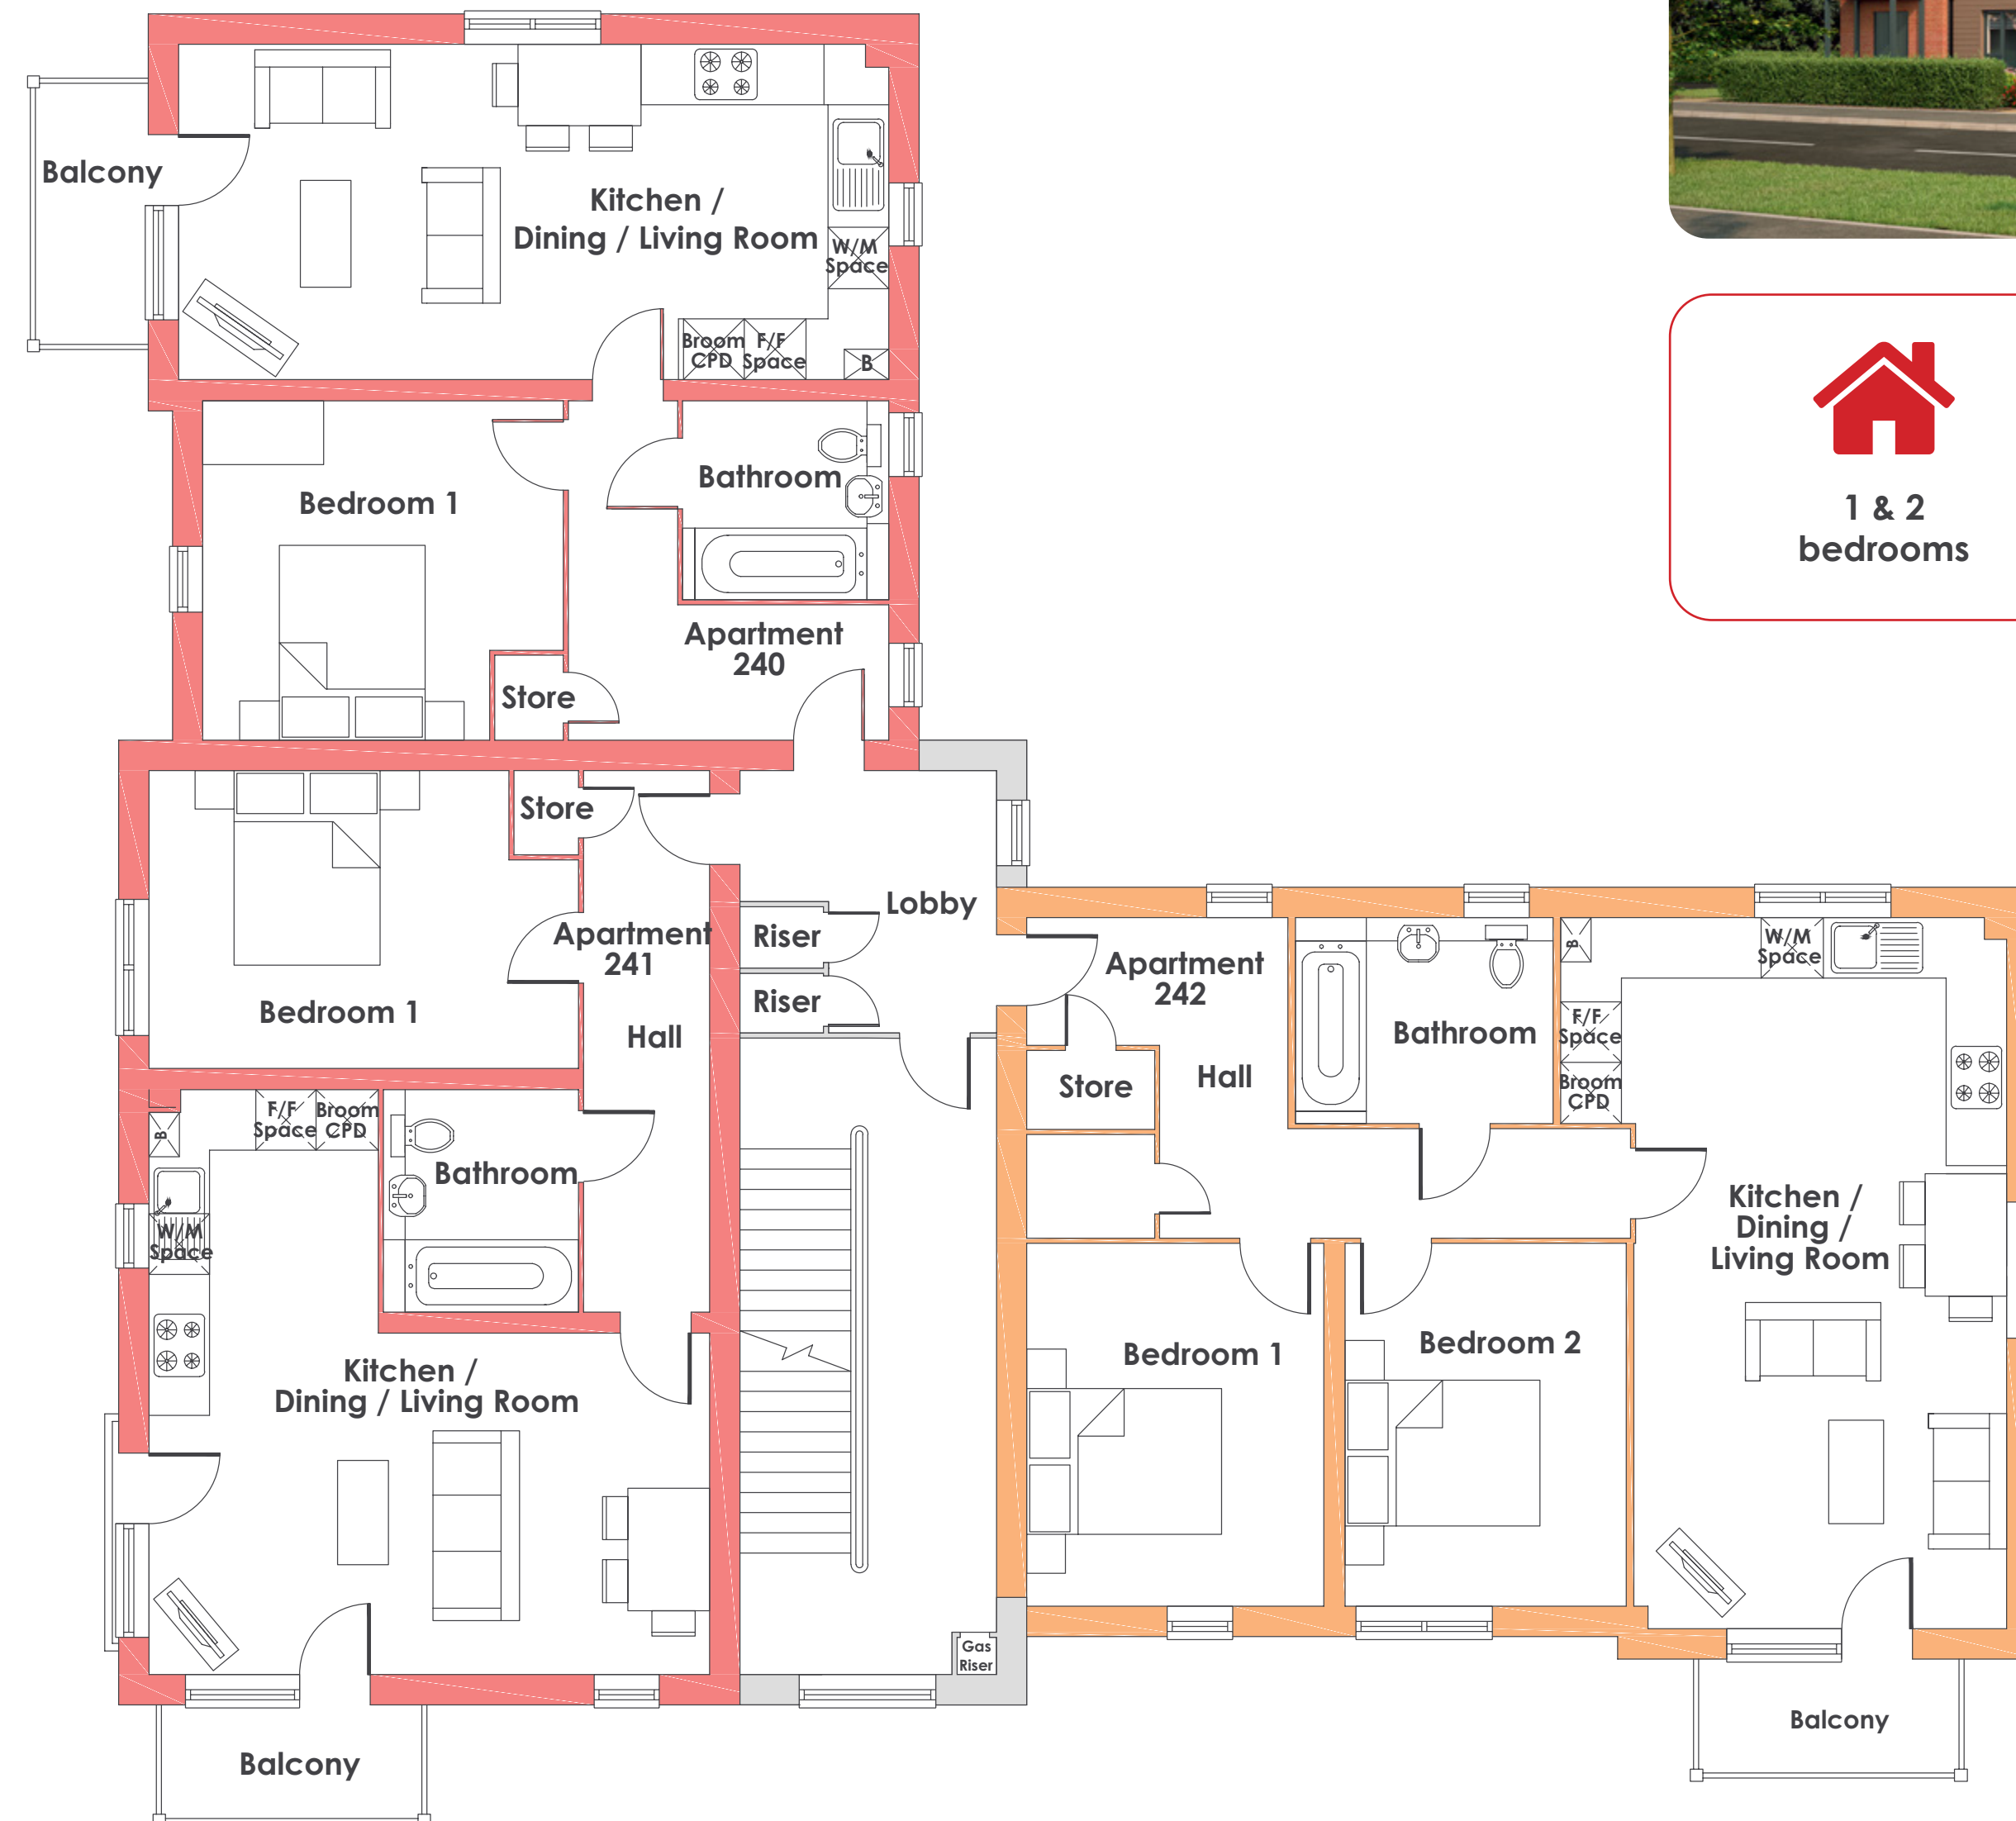 Balcony
Kitchen /
Dining / Living Room
W/M
Space
Broom
CPD
F/F
Space
B
Bedroom 1
Bathroom
Apartment
240
Store
1 & 2
bedrooms
Store
Apartment
241
Bedroom 1
Hall
Riser
Riser
Lobby
F/F
Space
Broom
CPD
B
W/M
Space
Bathroom
Kitchen /
Dining / Living Room
Balcony
Gas
Riser
Apartment
242
Store
Hall
Bathroom
B
W/M
Space
F/F
Space
Broom
CPD
Kitchen /
Dining /
Living Room
Bedroom 1
Bedroom 2
Balcony